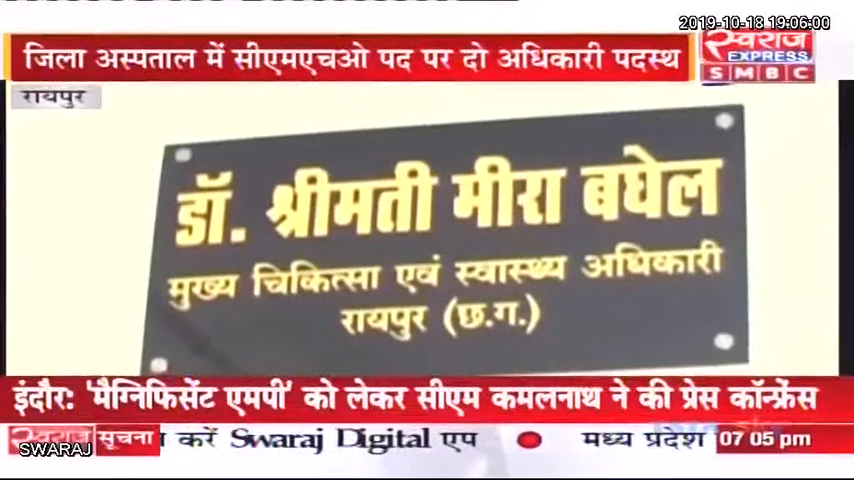 2019-10-18 19:06:00
जिला अस्पताल में सीएमएचओ पद पर दो अधिकारी पदस्थ
स्वराज
EXPRESS
SMBC
रायपुर
डॉ. श्रीमती मीरा बघेल
मुख्य चिकित्सा एवं स्वास्थ्य अधिकारी
रायपुर (छ.ग.)
इंदौर: 'मैग्निफिसेंट एमपी' को लेकर सीएम कमलनाथ ने की प्रेस कॉन्फ्रेंस
स्वराज सूचना
करें Swaraj Digital एप
मध्य प्रदेश
07 05 pm
SWARAJ